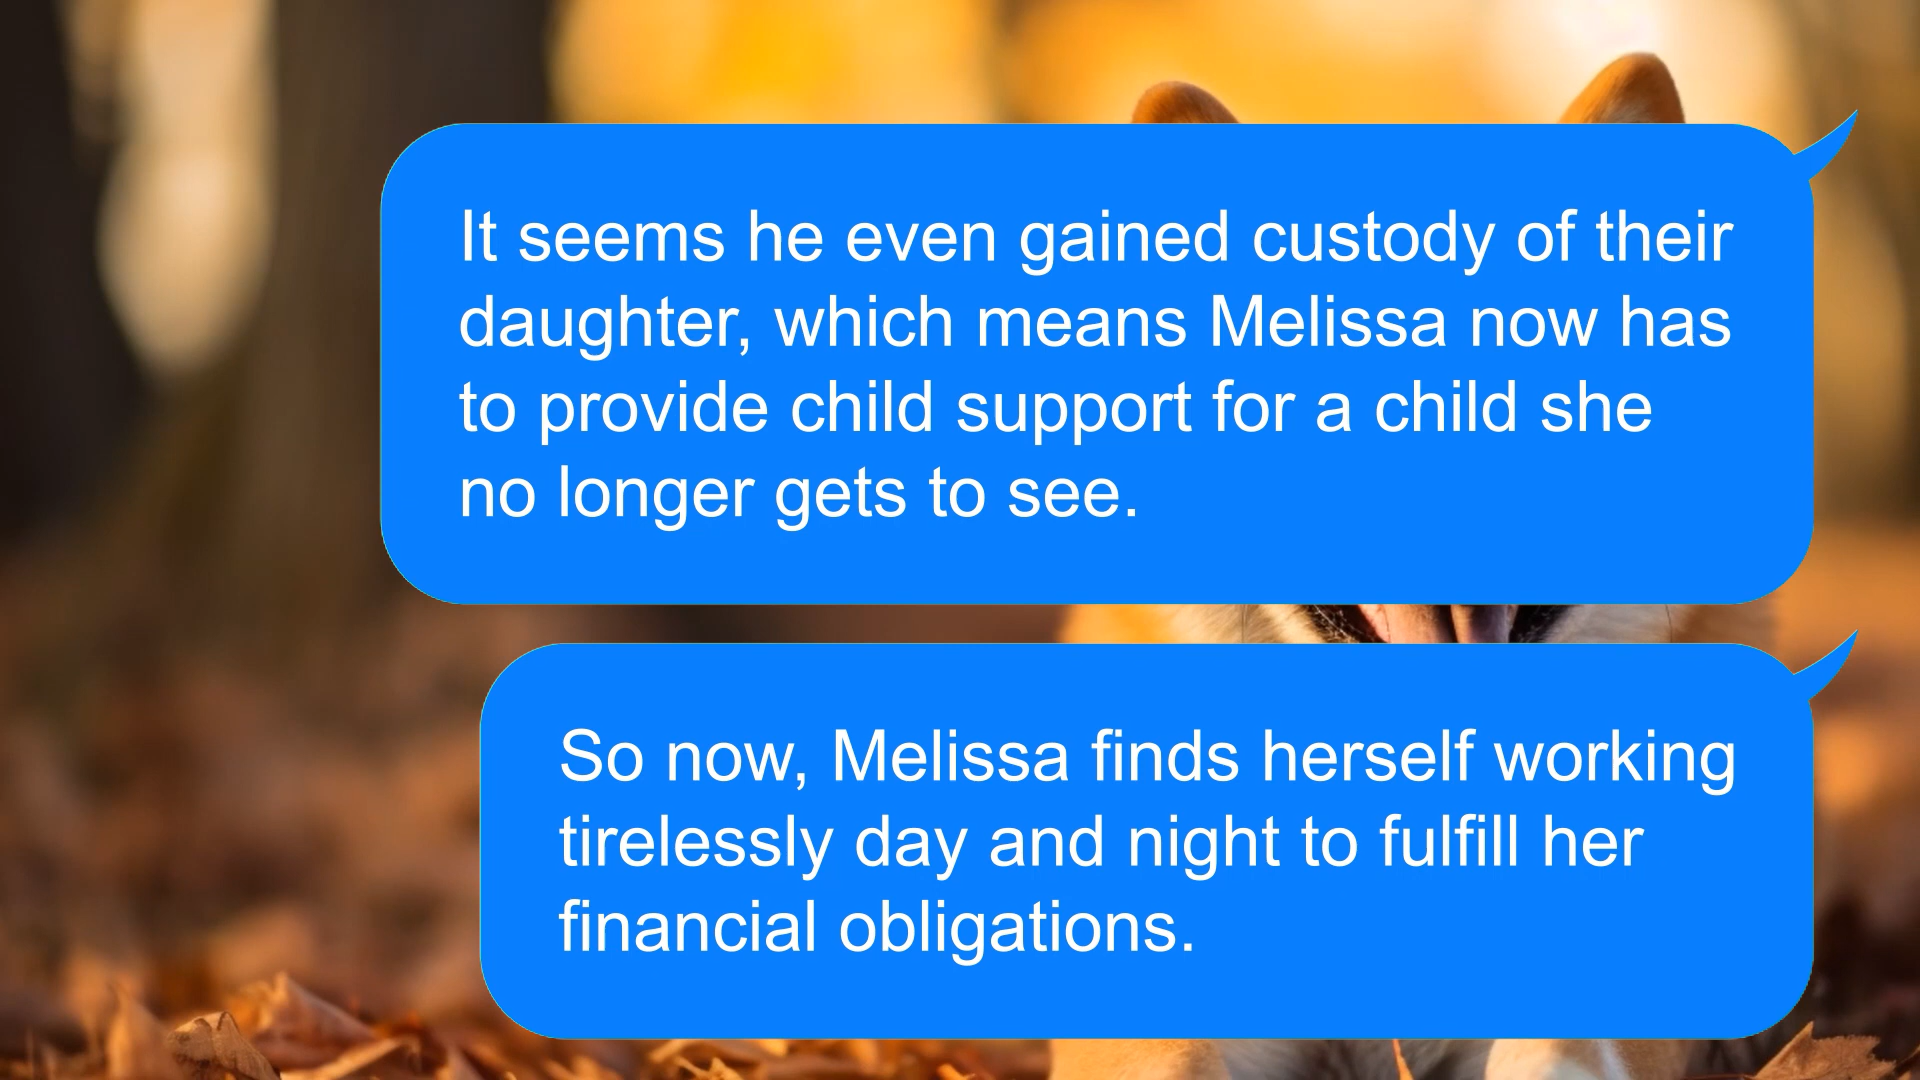 It seems he even gained custody of their
daughter, which means Melissa now has
to provide child support for a child she
no longer gets to see.
So now, Melissa finds herself working
tirelessly day and night to fulfill her
financial obligations.